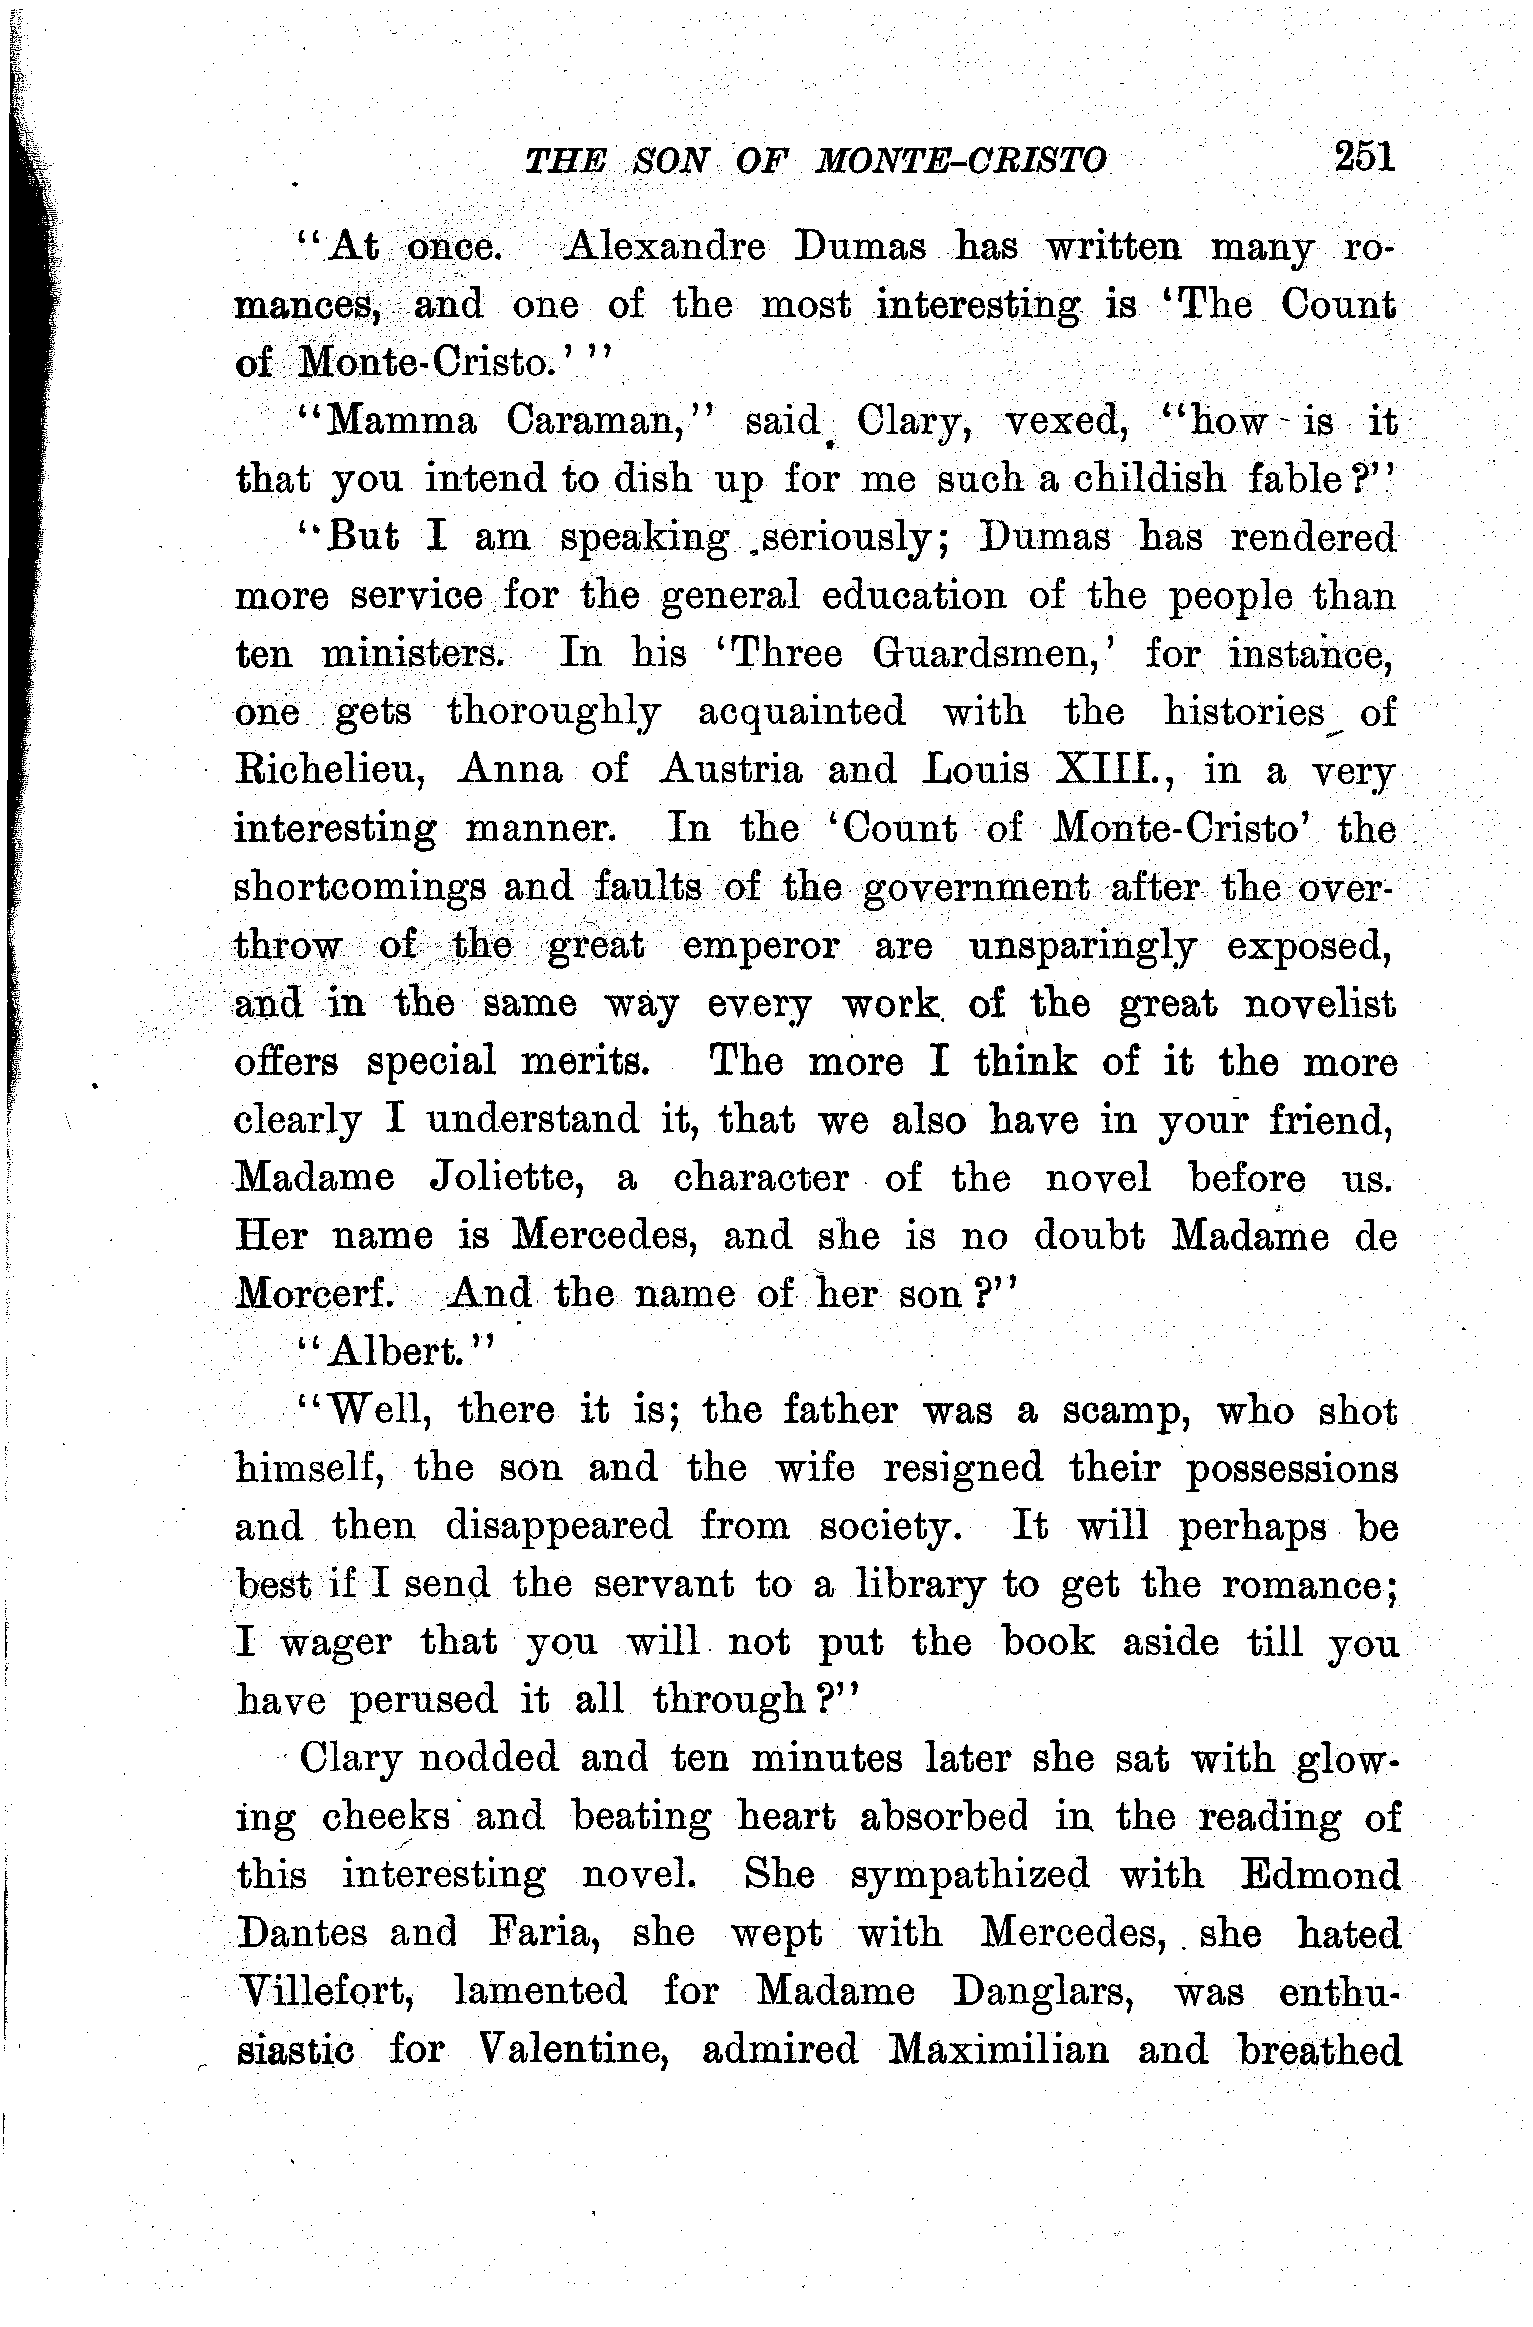 THE SON OF MONTE-CRISTO 251
"At once. Alexandre Dumas has written many ro-
mances, and one of the most interesting is 'The Count
of Monte-Cristo.' "
"Mamma Caraman," said Clary, vexed, "how is it
that you intend to dish up for me such a childish fable?"
"But I am speaking seriously; Dumas has rendered
more service for the general education of the people than
ten ministers. In his 'Three Guardsmen,' for instance,
one gets thoroughly acquainted with the histories of
Richelieu, Anna of Austria and Louis XIII., in a very
interesting manner. In the 'Count of Monte-Cristo' the
shortcomings and faults of the government after the over-
throw of the great emperor are unsparingly exposed,
and in the same way every work of the great novelist
offers special merits. The more I think of it the more
clearly I understand it, that we also have in your friend,
Madame Joliette, a character of the novel before us.
Her name is Mercedes, and she is no doubt Madame de
Morcerf. And the name of her son?"
"Albert."
"Well, there it is; the father was a scamp, who shot
himself, the son and the wife resigned their possessions
and then disappeared from society. It will perhaps be
best if I send the servant to a library to get the romance;
I wager that you will not put the book aside till you
have perused it all through?"
Clary nodded and ten minutes later she sat with glow-
ing cheeks and beating heart absorbed in the reading of
this interesting novel. She sympathized with Edmond
Dantes and Faria, she wept with Mercedes, she hated
Villefort, lamented for Madame Danglars, was enthu-
siastic for Valentine, admired Maximilian and breathed